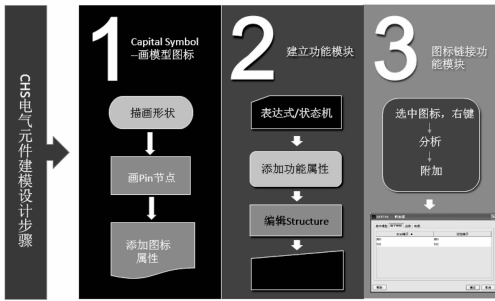 CHS电气元件建模设计步骤
1
Capital Symbol
--画模型图标
描画形状
画Pin节点
添加图标
属性
2
建立功能模块
表达式/状态机
添加功能属性
编辑Structure
3
图标链接功
能模块
选中图标，右键
分析
附加